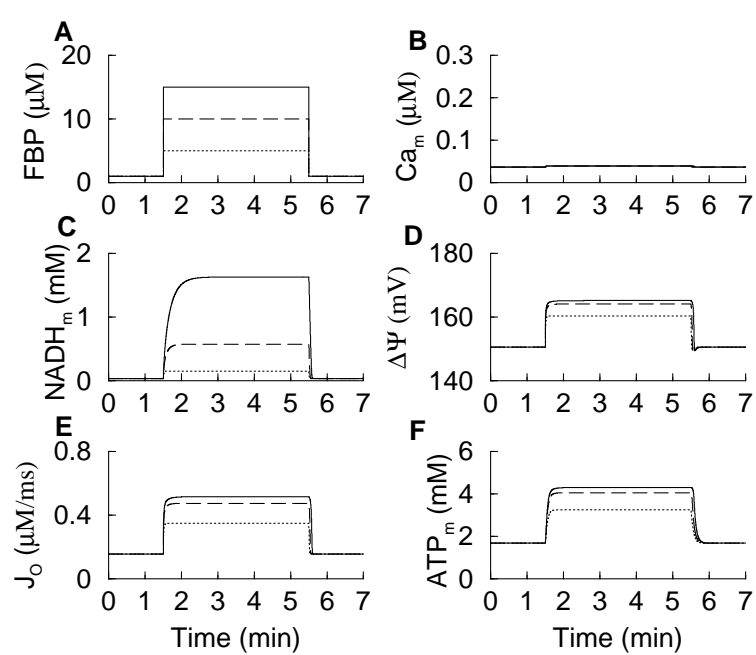 A
20
10
0
FBP (μM)
0 1 2 3 4 5 6 7
B
0.3
0.2
0.1
0
Ca_m (μM)
0 1 2 3 4 5 6 7
C
2
1
0
NADH_m (mM)
0 1 2 3 4 5 6 7
D
180
160
140
ΔΨ (mV)
0 1 2 3 4 5 6 7
E
0.8
0.4
0
J_O (μM/ms)
0 1 2 3 4 5 6 7
Time (min)
F
6
4
2
0
ATP_m (mM)
0 1 2 3 4 5 6 7
Time (min)